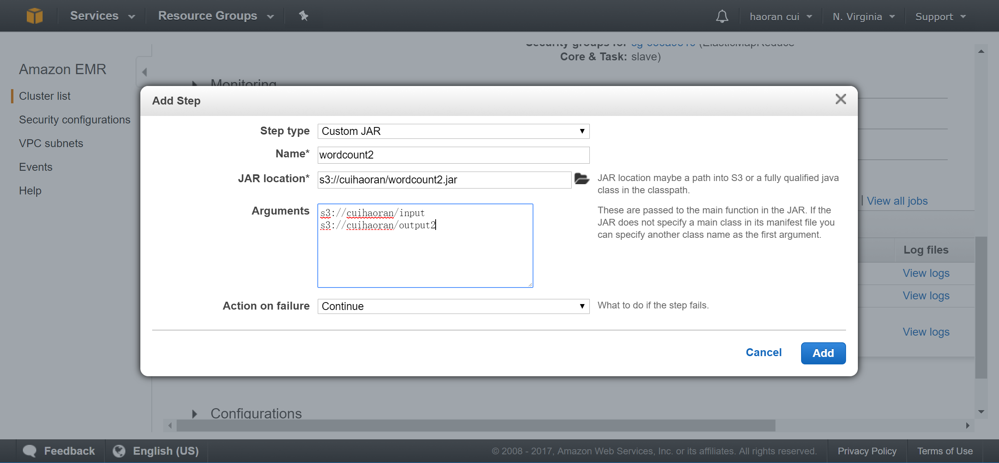 Services
Resource Groups
haoran cui
N. Virginia
Support
Amazon EMR
Cluster list
Security configurations
VPC subnets
Events
Help
Security groups for
(ElasticMapReduce
Core & Task: slave)
Monitoring
Add Step
Step type
Custom JAR
Name*
wordcount2
JAR location*
s3://cuihaoran/wordcount2.jar
JAR location maybe a path into S3 or a fully qualified java
class in the classpath.
Arguments
s3://cuihaoran/input
s3://cuihaoran/output2
These are passed to the main function in the JAR. If the
JAR does not specify a main class in its manifest file you
can specify another class name as the first argument.
Action on failure
Continue
What to do if the step fails.
Cancel
Add
| View all jobs
Log files
View logs
View logs
View logs
Configurations
Feedback
English (US)
© 2008 - 2017, Amazon Web Services, Inc. or its affiliates. All rights reserved.
Privacy Policy
Terms of Use